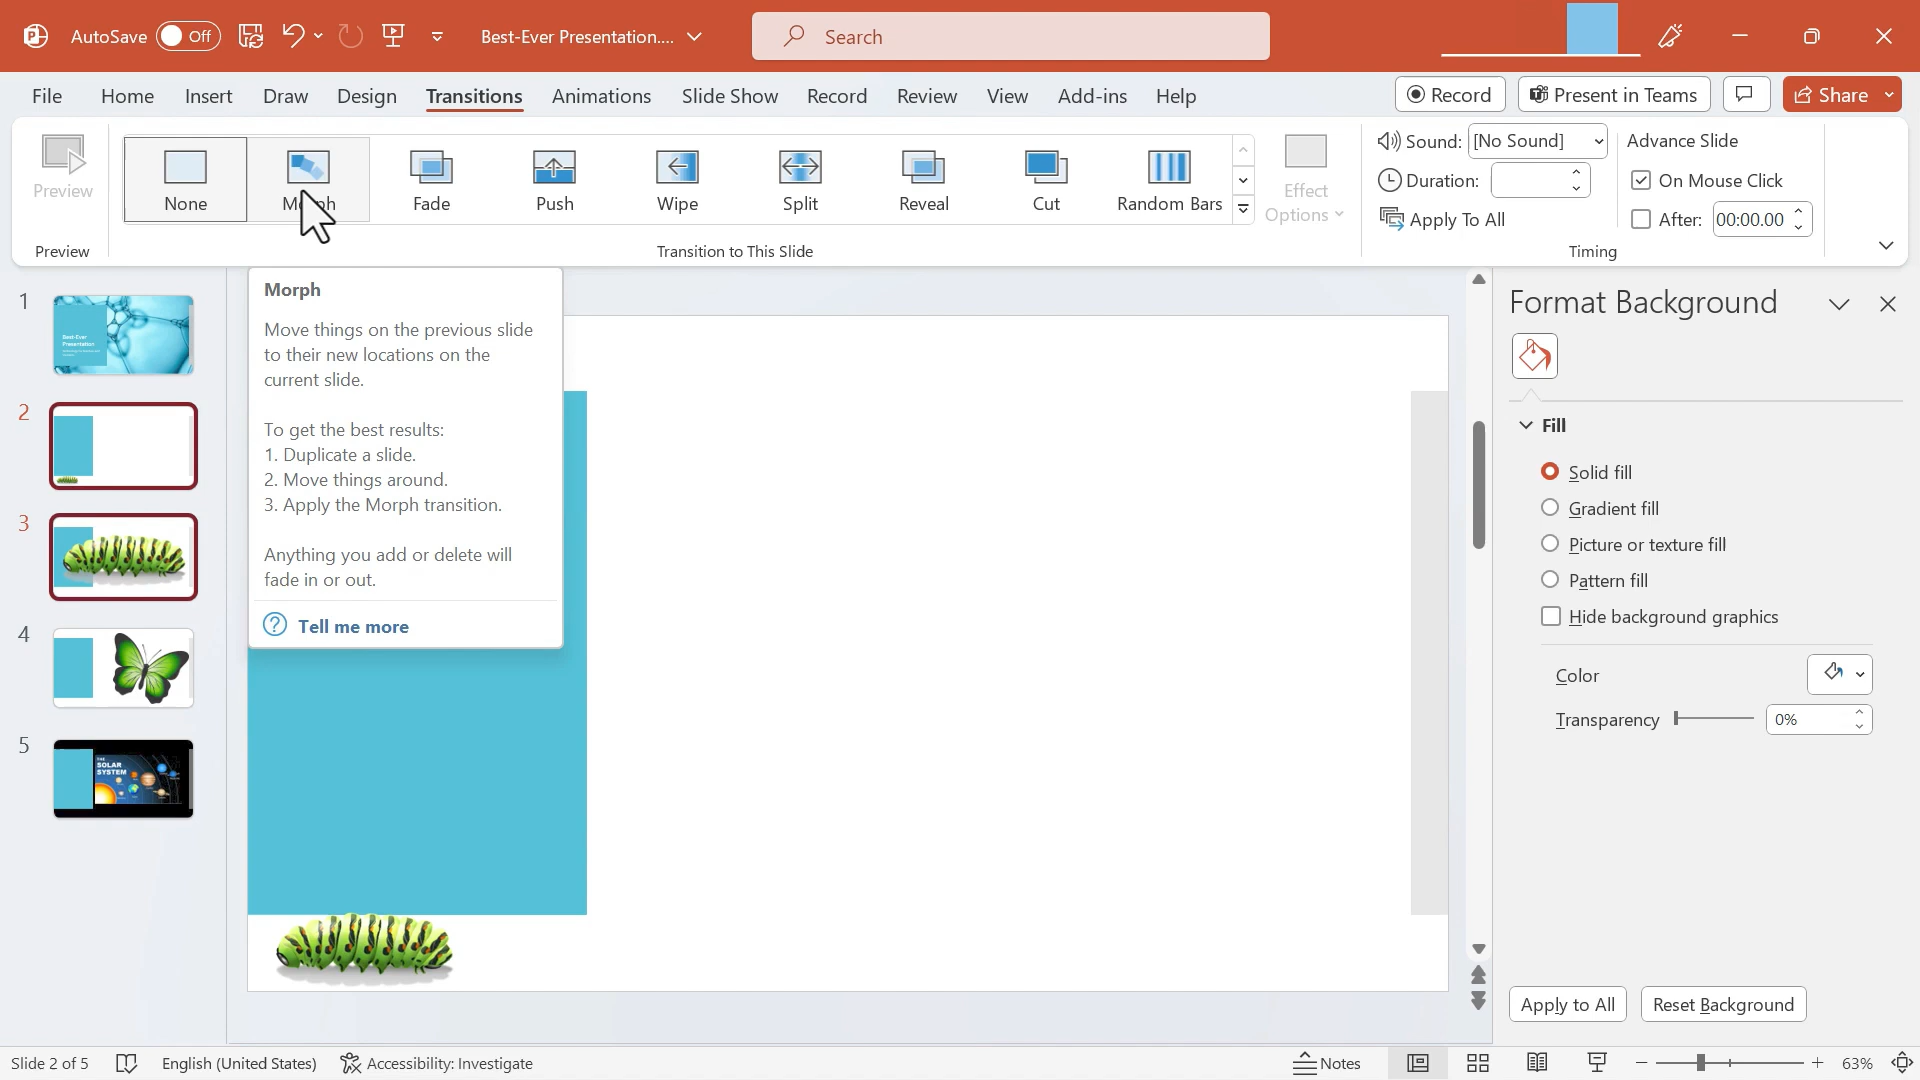 AutoSave Off Best-Ever Presentation.... Search
File Home Insert Draw Design Transitions Animations Slide Show Record Review View Add-ins Help Record Present in Teams Share
Preview
Preview
None
Fade
Push
Wipe
Split
Reveal
Cut
Random Bars
Transition to This Slide
Effect
Options
Sound: [No Sound]
Duration:
Apply To All
Advance Slide
On Mouse Click
After: 00:00.00
Timing
1
Best-Ever
Presentation
2
3
4
5
THE
SOLAR
SYSTEM
Morph
Move things on the previous slide
to their new locations on the
current slide.
To get the best results:
1. Duplicate a slide.
2. Move things around.
3. Apply the Morph transition.
Anything you add or delete will
fade in or out.
Tell me more
Format Background
Fill
Solid fill
Gradient fill
Picture or texture fill
Pattern fill
Hide background graphics
Color
Transparency 0%
Apply to All Reset Background
Slide 2 of 5 English (United States) Accessibility: Investigate Notes 63%